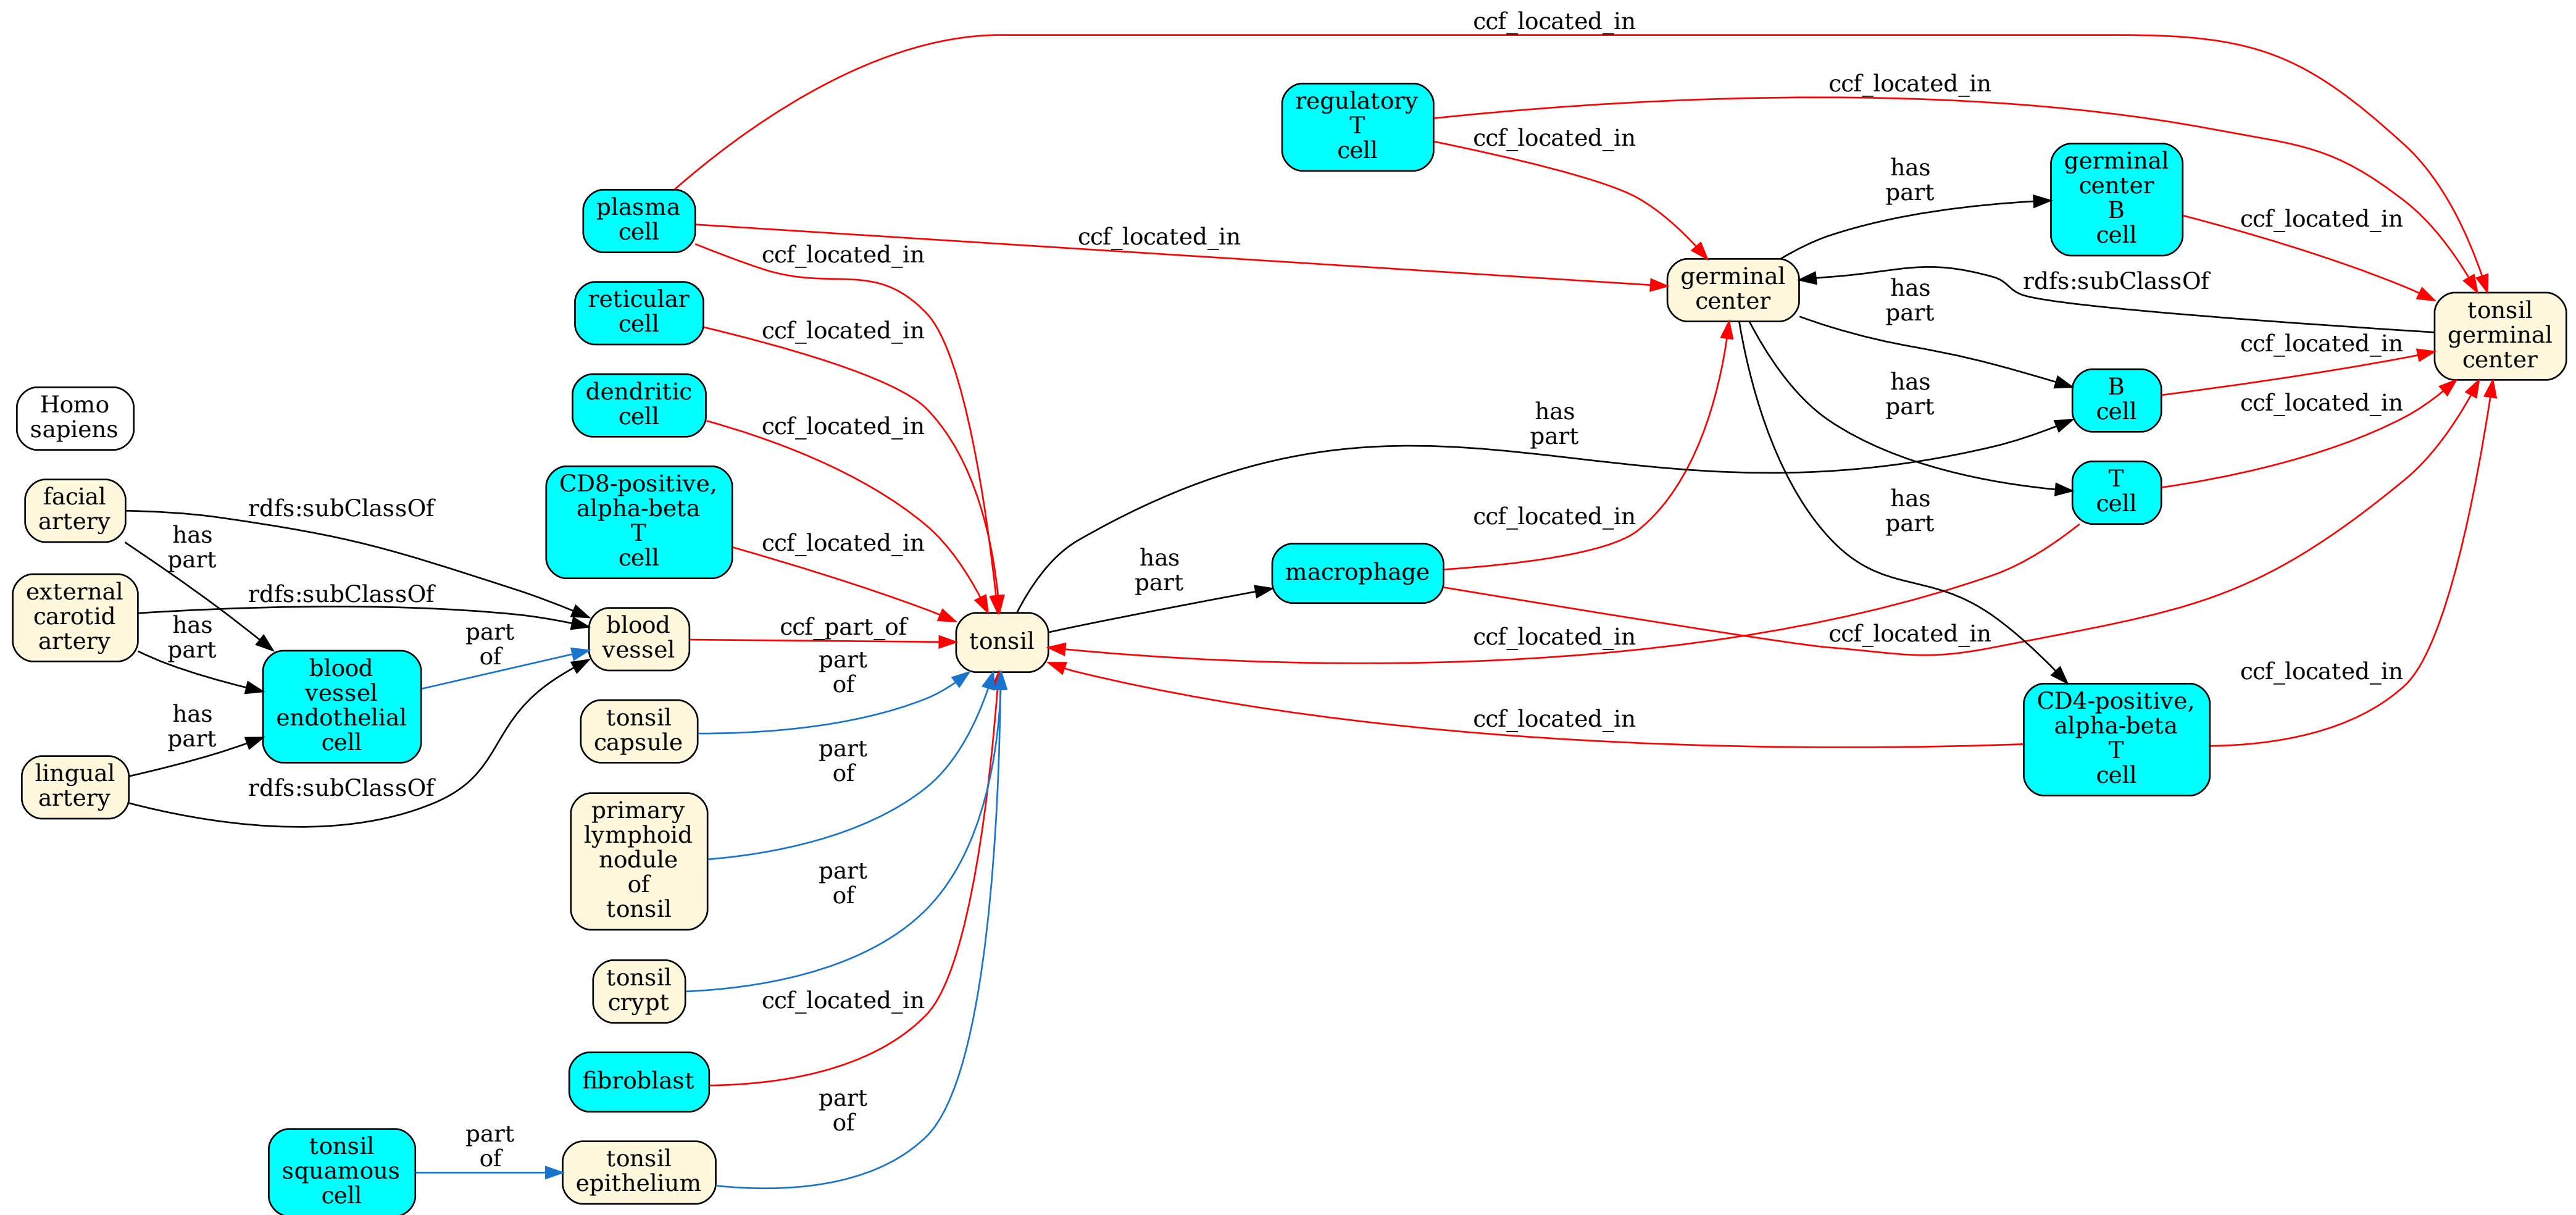 ccf_located_in
regulatory
T
cell
ccf_located_in
ccf_located_in
germinal
center
B
cell
has
part
plasma
cell
ccf_located_in
ccf_located_in
ccf_located_in
germinal
center
rdfs:subClassOf
tonsil
germinal
center
reticular
cell
ccf_located_in
has
part
ccf_located_in
dendritic
cell
ccf_located_in
has
part
has
part
B
cell
ccf_located_in
Homo
sapiens
CD8-positive,
alpha-beta
T
cell
ccf_located_in
has
part
T
cell
facial
artery
rdfs:subClassOf
has
part
ccf_located_in
external
carotid
artery
rdfs:subClassOf
has
part
blood
vessel
endothelial
cell
part
of
blood
vessel
ccf_part_of
tonsil
has
part
macrophage
ccf_located_in
ccf_located_in
ccf_located_in
CD4-positive,
alpha-beta
T
cell
ccf_located_in
lingual
artery
has
part
rdfs:subClassOf
tonsil
capsule
part
of
primary
lymphoid
nodule
of
tonsil
part
of
tonsil
crypt
part
of
fibroblast
ccf_located_in
tonsil
squamous
cell
part
of
tonsil
epithelium
part
of